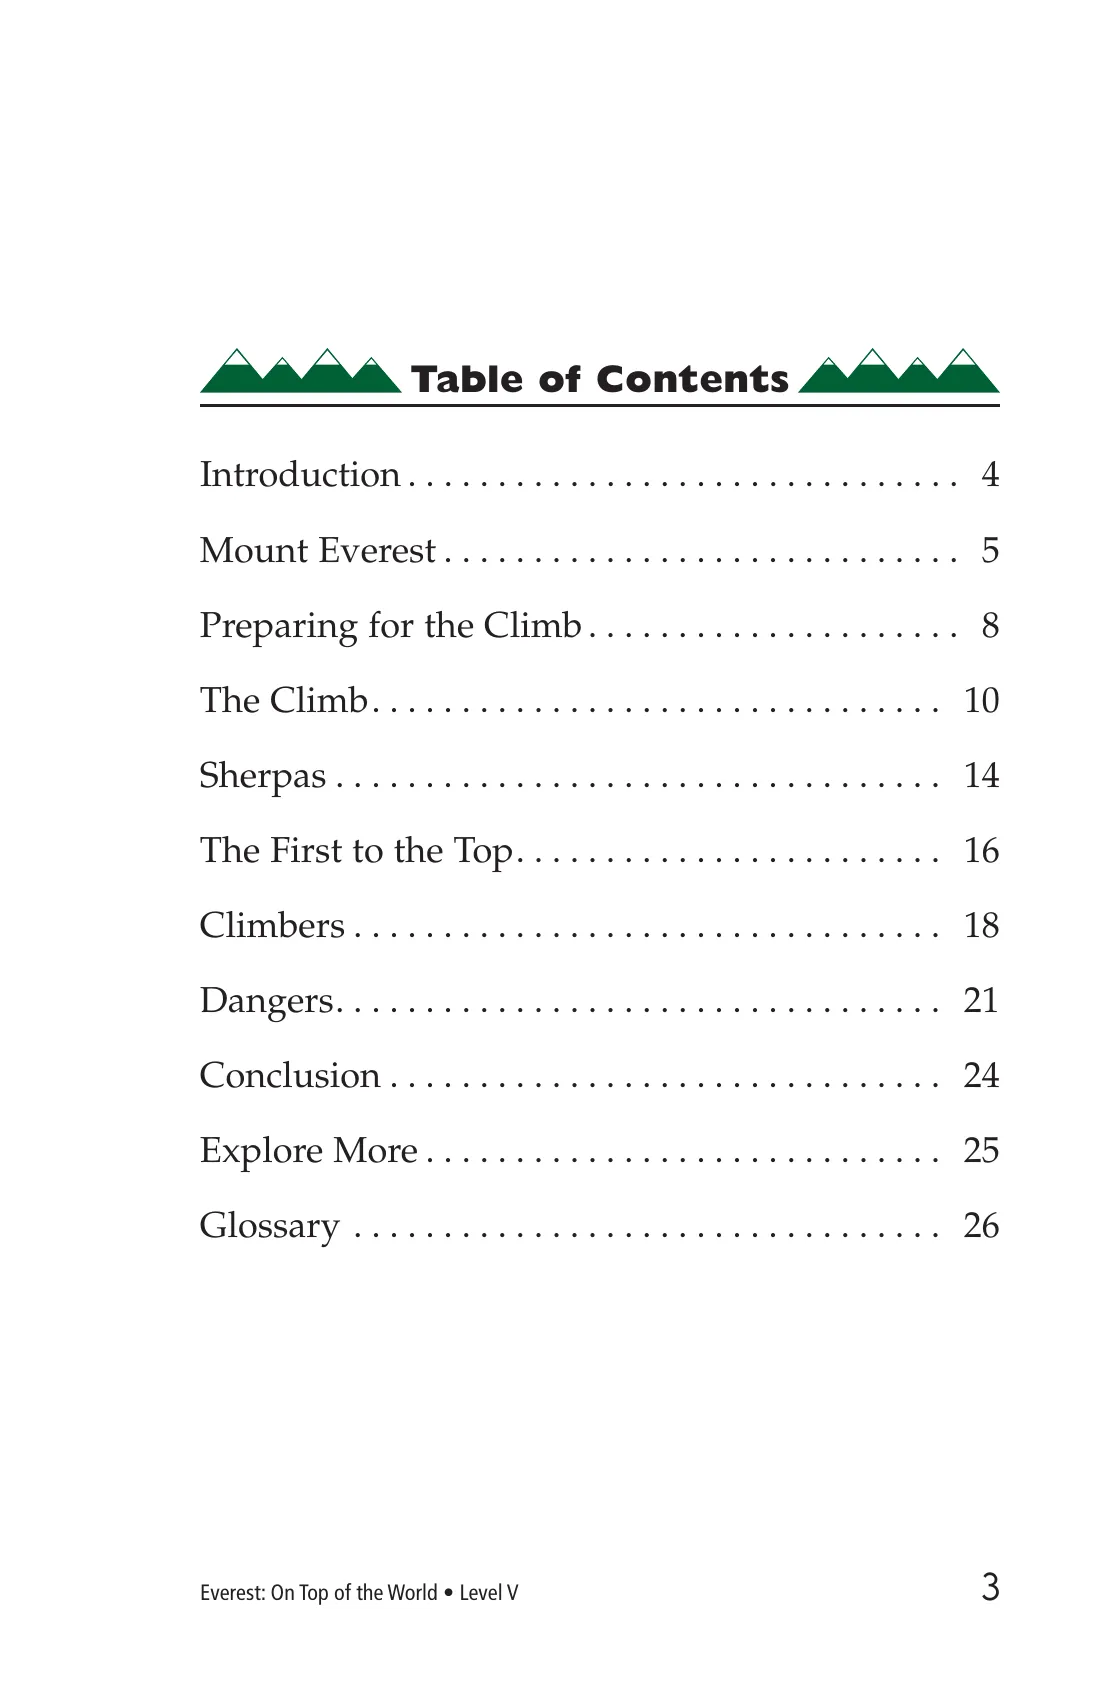 Table of Contents
Introduction . . . . . . . . . . . . . . . . . . . . . . . . . . . . . . . 4
Mount Everest . . . . . . . . . . . . . . . . . . . . . . . . . . . . . 5
Preparing for the Climb . . . . . . . . . . . . . . . . . . . . . 8
The Climb . . . . . . . . . . . . . . . . . . . . . . . . . . . . . . . . 10
Sherpas . . . . . . . . . . . . . . . . . . . . . . . . . . . . . . . . . . 14
The First to the Top . . . . . . . . . . . . . . . . . . . . . . . . 16
Climbers . . . . . . . . . . . . . . . . . . . . . . . . . . . . . . . . . 18
Dangers . . . . . . . . . . . . . . . . . . . . . . . . . . . . . . . . . . 21
Conclusion . . . . . . . . . . . . . . . . . . . . . . . . . . . . . . . 24
Explore More . . . . . . . . . . . . . . . . . . . . . . . . . . . . . 25
Glossary . . . . . . . . . . . . . . . . . . . . . . . . . . . . . . . . . 26
Everest: On Top of the World • Level V 3